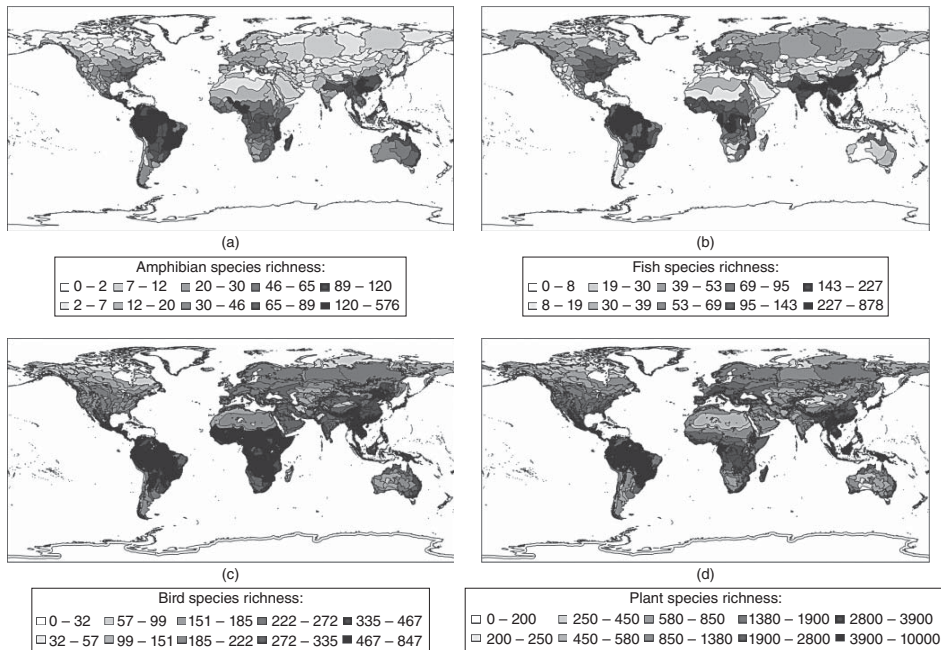 (a)
Amphibian species richness:
0 – 2 7 – 12 20 – 30 46 – 65 89 – 120
2 – 7 12 – 20 30 – 46 65 – 89 120 – 576
(b)
Fish species richness:
0 – 8 19 – 30 39 – 53 69 – 95 143 – 227
8 – 19 30 – 39 53 – 69 95 – 143 227 – 878
(c)
Bird species richness:
0 – 32 57 – 99 151 – 185 222 – 272 335 – 467
32 – 57 99 – 151 185 – 222 272 – 335 467 – 847
(d)
Plant species richness:
0 – 200 250 – 450 580 – 850 1380 – 1900 2800 – 3900
200 – 250 450 – 580 850 – 1380 1900 – 2800 3900 – 10000